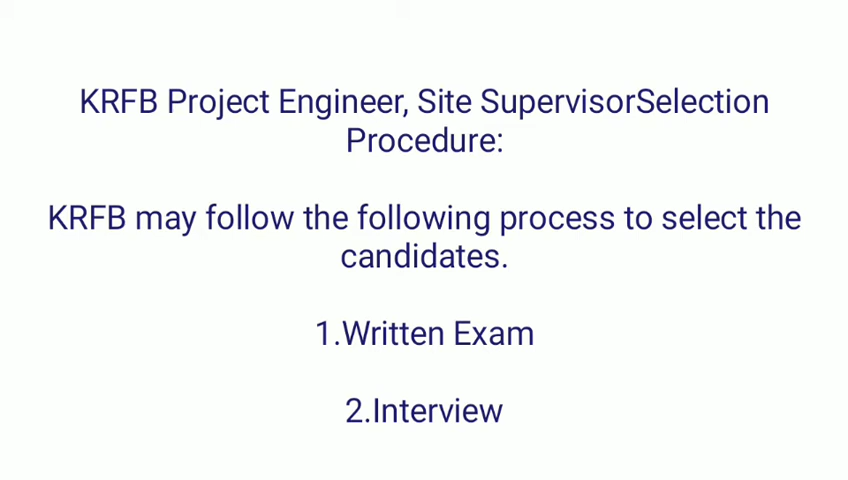 KRFB Project Engineer, Site SupervisorSelection
Procedure:
KRFB may follow the following process to select the
candidates.
1.Written Exam
2.Interview